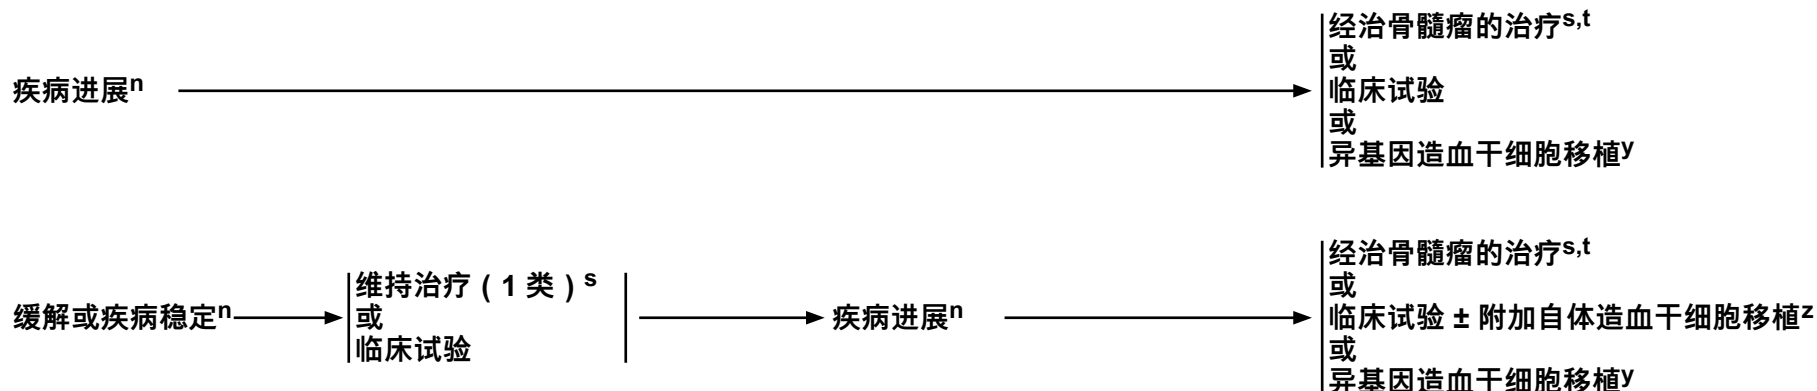 疾病进展n
经治骨髓瘤的治疗s,t
或
临床试验
或
异基因造血干细胞移植y
缓解或疾病稳定n
维持治疗 ( 1 类 ) s
或
临床试验
疾病进展n
经治骨髓瘤的治疗s,t
或
临床试验 ± 附加自体造血干细胞移植z
或
异基因造血干细胞移植y